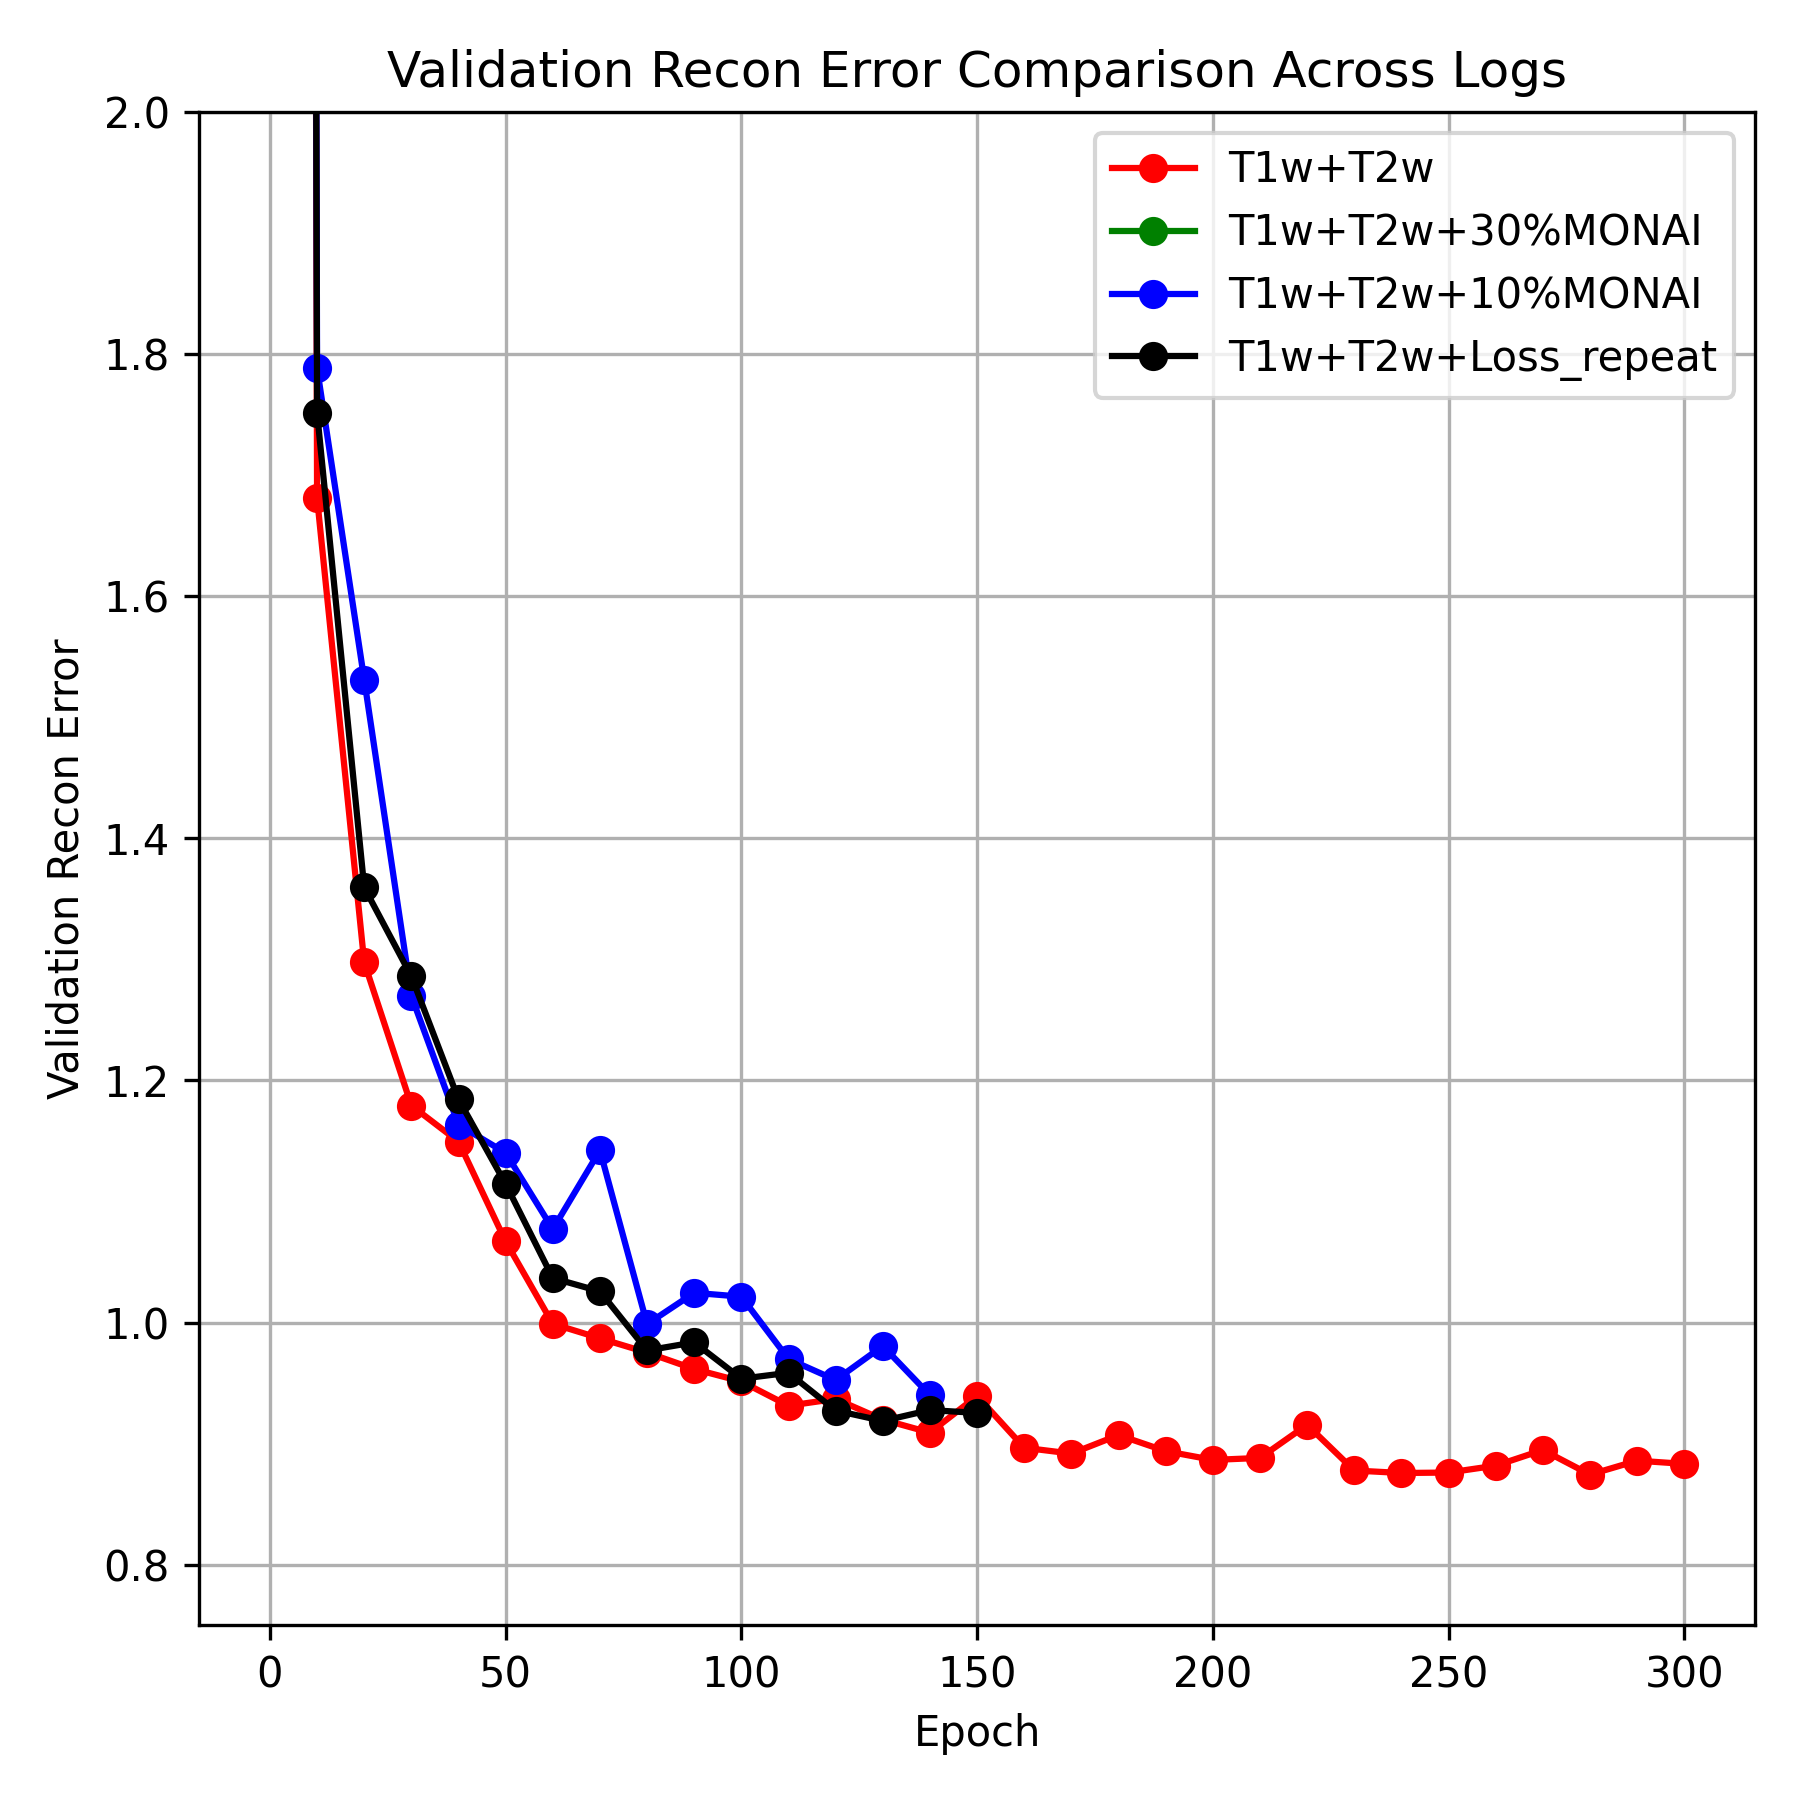 Validation Recon Error Comparison Across Logs
T1w+T2w
T1w+T2w+30%MONAI
T1w+T2w+10%MONAI
T1w+T2w+Loss_repeat
Validation Recon Error
2.0
1.8
1.6
1.4
1.2
1.0
0.8
0 50 100 150 200 250 300
Epoch